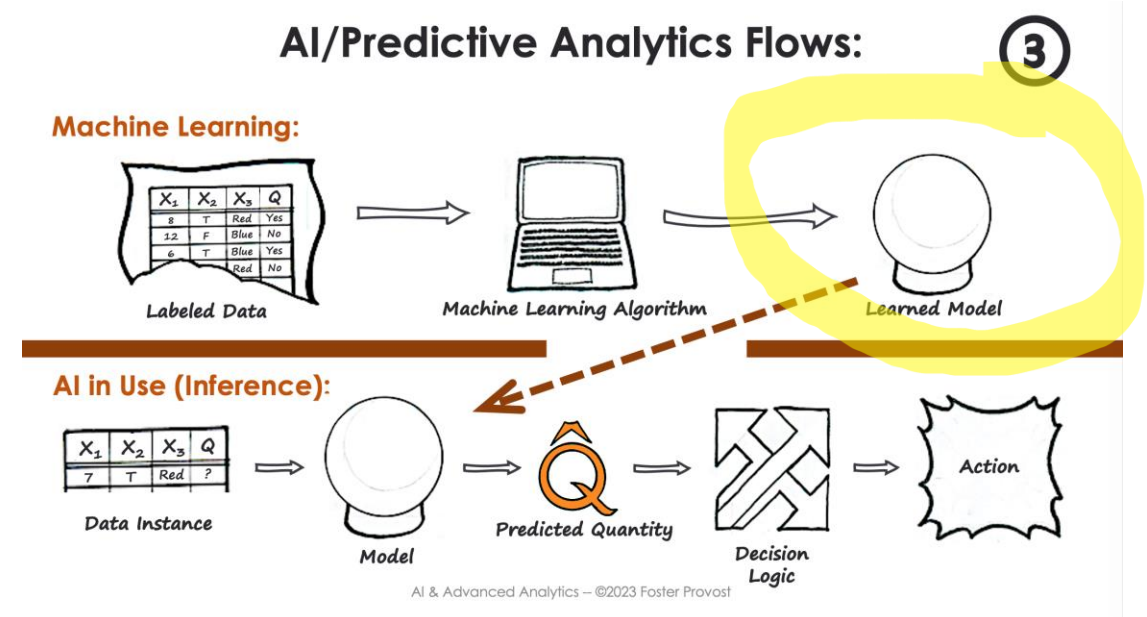 AI/Predictive Analytics Flows:
3
Machine Learning:
X₁ X₂ X₃ Q
8 T Red Yes
12 F Blue No
6 T Blue Yes
Red No
Labeled Data
Machine Learning Algorithm
Learned Model
AI in Use (Inference):
X₁ X₂ X₃ Q
7 T Red ?
Data Instance
Model
Q̂
Predicted Quantity
Decision
Logic
Action
AI & Advanced Analytics -- ©2023 Foster Provost